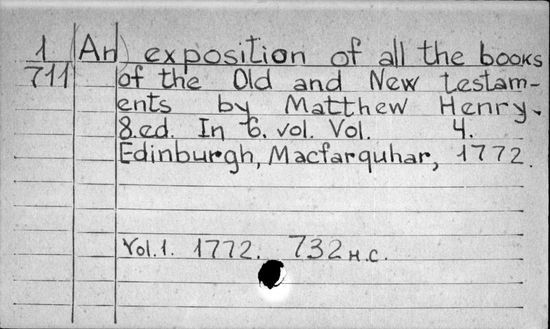 1 An) exposition of all the books
711 of the Old and New testam-
ents by Matthew Henry.
8.ed. In 6. vol. Vol. 4.
Edinburgh, Macfarquhar, 1772.
Vol.1. 1772. 732 н.с.